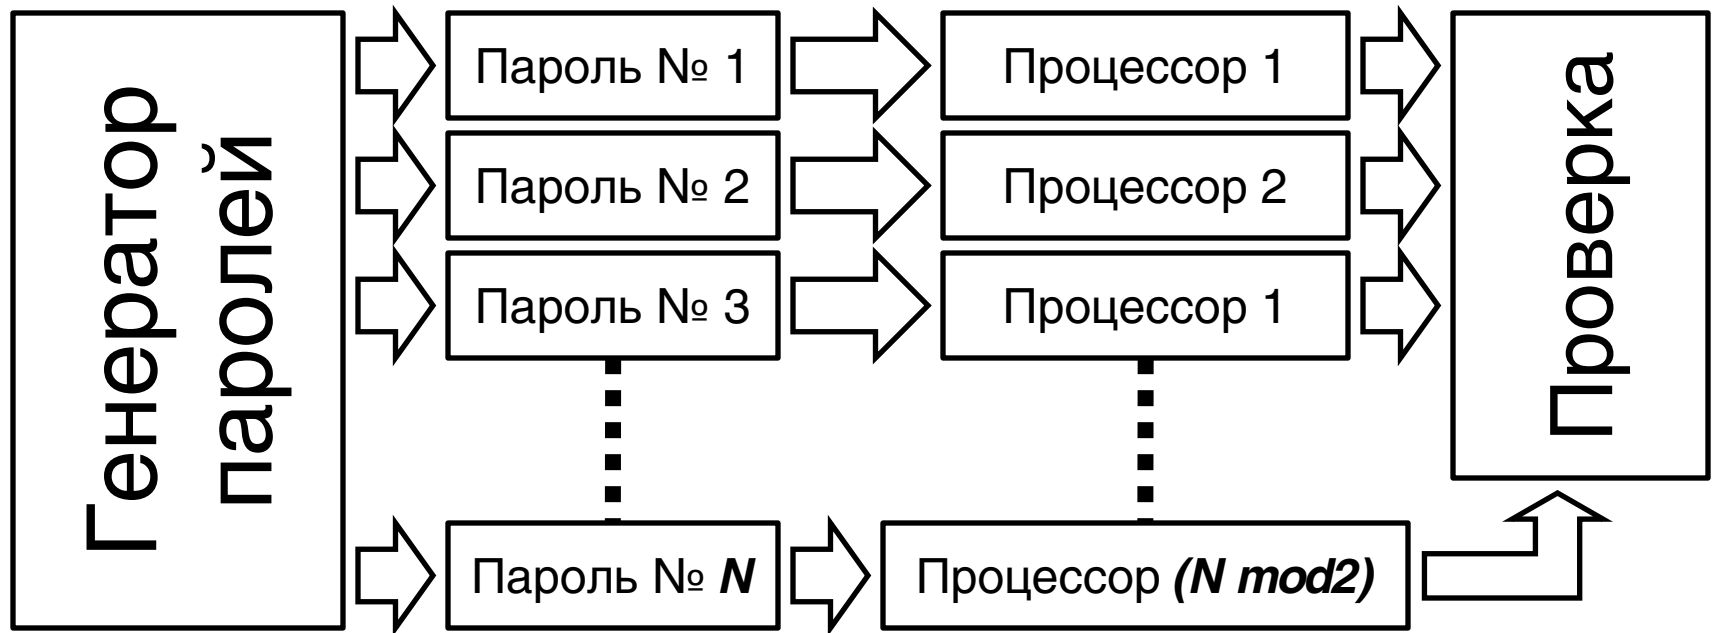 Генератор
паролей
Пароль № 1
Процессор 1
Пароль № 2
Процессор 2
Пароль № 3
Процессор 1
Пароль № N
Процессор (N mod2)
Проверка